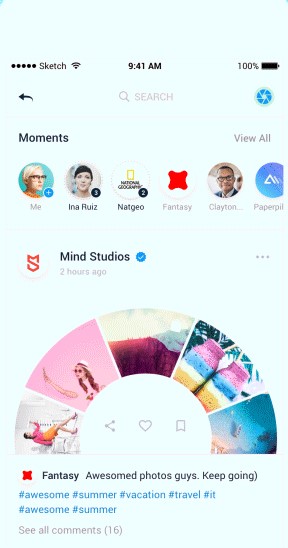 Sketch 9:41 AM 100%
SEARCH
Moments View All
3 NATIONAL GEOGRAPHIC 2
Me Ina Ruiz Natgeo Fantasy Clayton... Paperpil
Mind Studios
2 hours ago
Fantasy Awesomed photos guys. Keep going)
#awesome #summer #vacation #travel #it
#awesome #summer
See all comments (16)